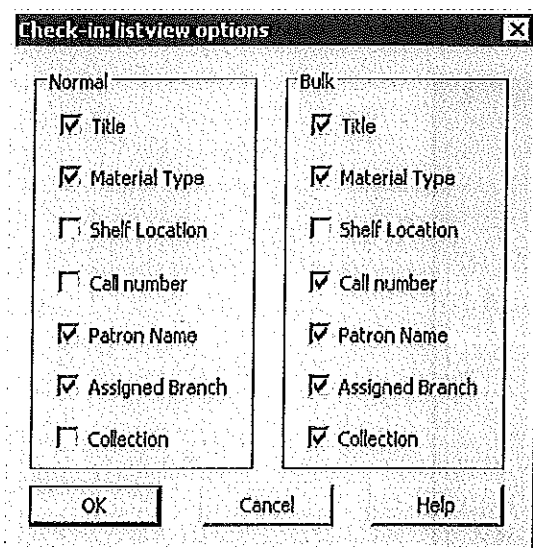 Check-in: listview options
Normal
Title
Material Type
Shelf Location
Call number
Patron Name
Assigned Branch
Collection
Bulk
Title
Material Type
Shelf Location
Call number
Patron Name
Assigned Branch
Collection
OK Cancel Help